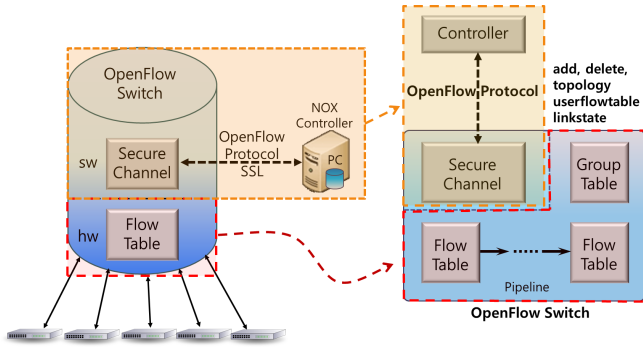 OpenFlow
Switch
sw
Secure
Channel
OpenFlow
Protocol
SSL
NOX
Controller
PC
hw
Flow
Table
Controller
OpenFlow Protocol
add, delete,
topology
userflowtable
linkstate
Secure
Channel
Group
Table
Flow
Table
Flow
Table
Pipeline
OpenFlow Switch